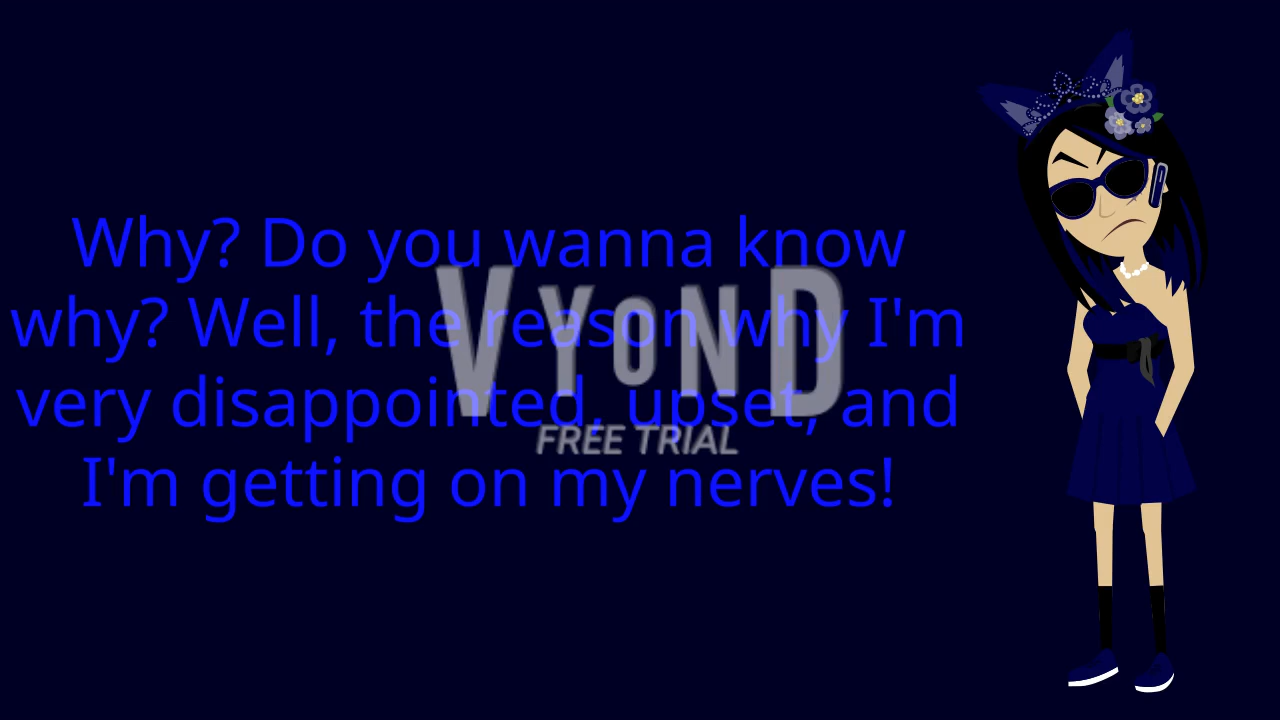 Why? Do you wanna know
why? Well, the reason why I'm
very disappointed, upset, and
I'm getting on my nerves!
VYOND
FREE TRIAL